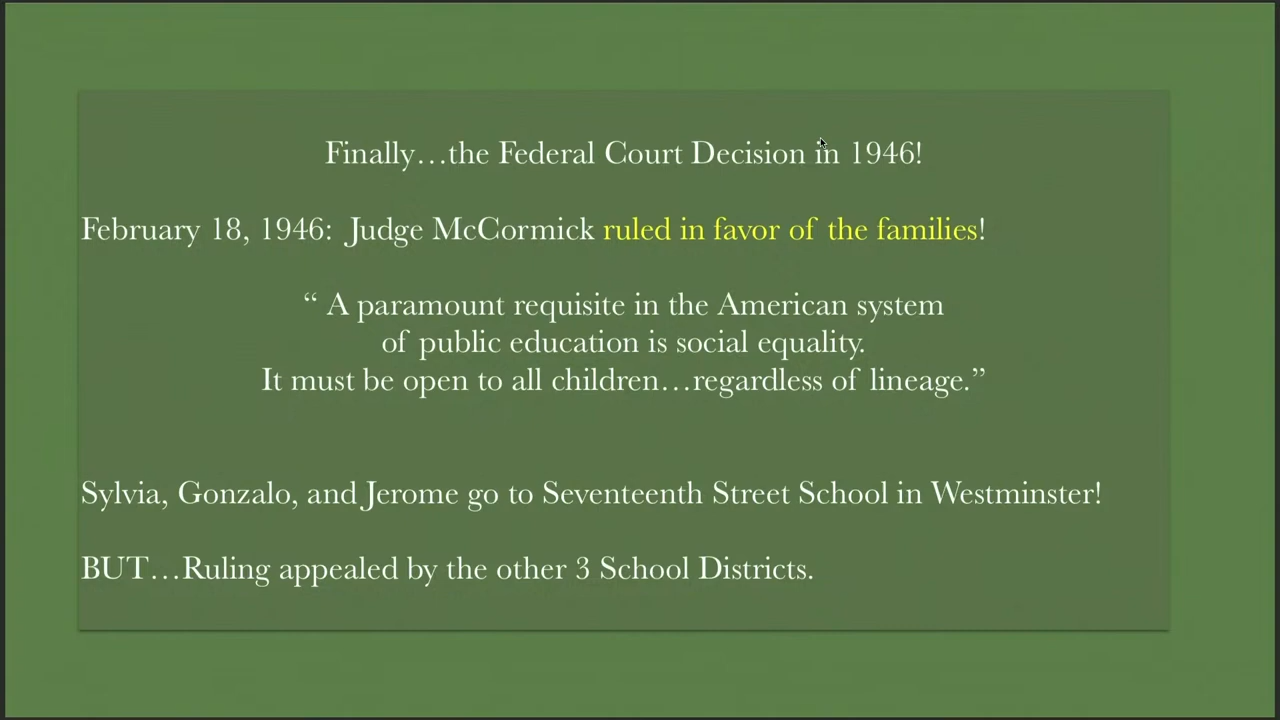 Finally…the Federal Court Decision in 1946!
February 18, 1946: Judge McCormick ruled in favor of the families!
“ A paramount requisite in the American system
of public education is social equality.
It must be open to all children…regardless of lineage.”
Sylvia, Gonzalo, and Jerome go to Seventeenth Street School in Westminster!
BUT…Ruling appealed by the other 3 School Districts.